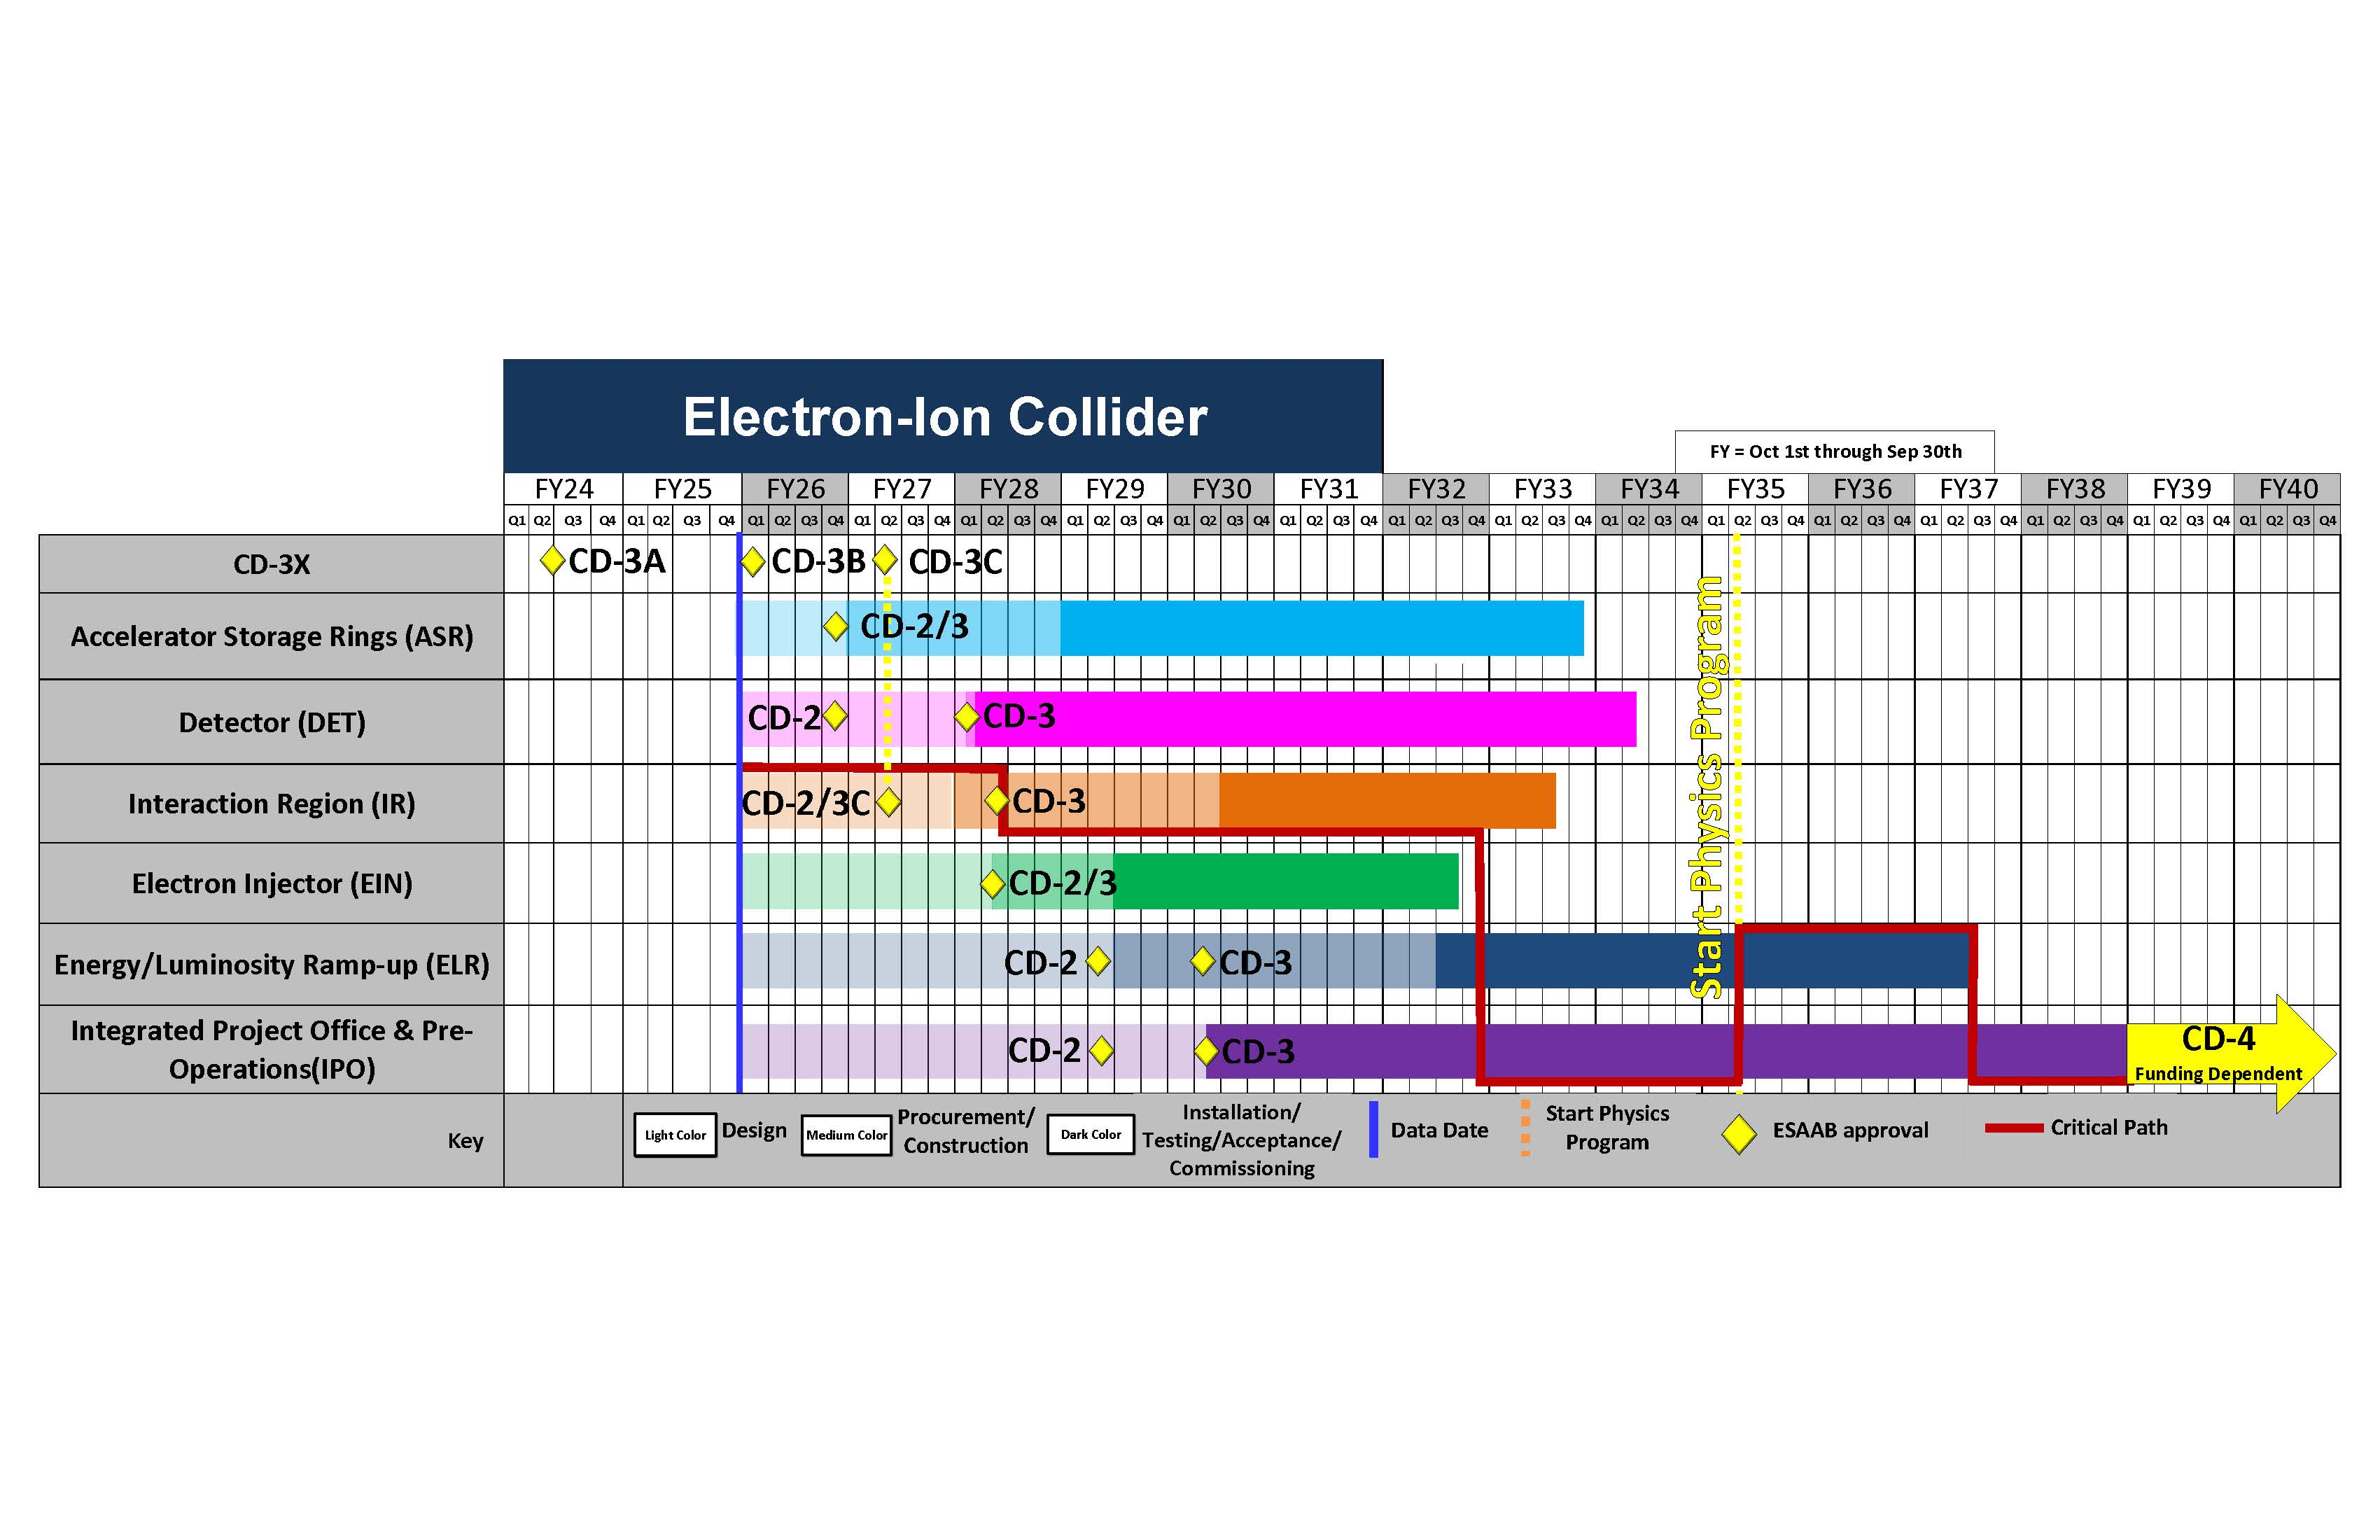 Electron-Ion Collider
FY = Oct 1st through Sep 30th
FY24 FY25 FY26 FY27 FY28 FY29 FY30 FY31 FY32 FY33 FY34 FY35 FY36 FY37 FY38 FY39 FY40
Q1 Q2 Q3 Q4 Q1 Q2 Q3 Q4 Q1 Q2 Q3 Q4 Q1 Q2 Q3 Q4 Q1 Q2 Q3 Q4 Q1 Q2 Q3 Q4 Q1 Q2 Q3 Q4 Q1 Q2 Q3 Q4 Q1 Q2 Q3 Q4 Q1 Q2 Q3 Q4 Q1 Q2 Q3 Q4 Q1 Q2 Q3 Q4 Q1 Q2 Q3 Q4 Q1 Q2 Q3 Q4 Q1 Q2 Q3 Q4 Q1 Q2 Q3 Q4 Q1 Q2 Q3 Q4
CD-3X CD-3A CD-3B CD-3C
Accelerator Storage Rings (ASR) CD-2/3
Detector (DET) CD-2 CD-3
Interaction Region (IR) CD-2/3C CD-3
Electron Injector (EIN) CD-2/3
Energy/Luminosity Ramp-up (ELR) CD-2 CD-3
Integrated Project Office & Pre-
Operations(IPO)
CD-2 CD-3
CD-4
Funding Dependent
Start Physics Program
Key
Light Color
Design
Medium Color
Procurement/
Construction
Dark Color
Installation/
Testing/Acceptance/
Commissioning
Data Date
Start Physics
Program
ESAAB approval
Critical Path